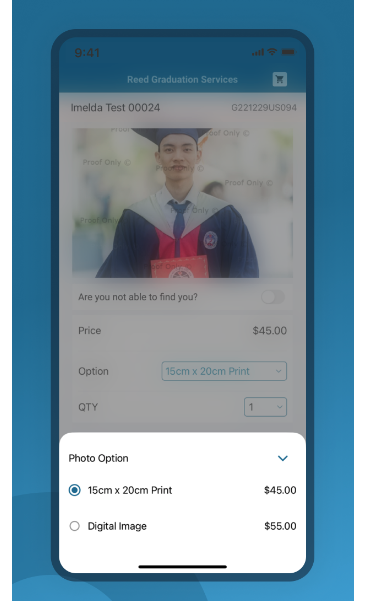 9:41
Reed Graduation Services
Imelda Test 00024 G221229US094
Proof Only ©
Proof Only ©
Proof Only ©
Proof Only ©
Are you not able to find you?
Price $45.00
Option 15cm x 20cm Print
QTY 1
Photo Option
15cm x 20cm Print $45.00
Digital Image $55.00